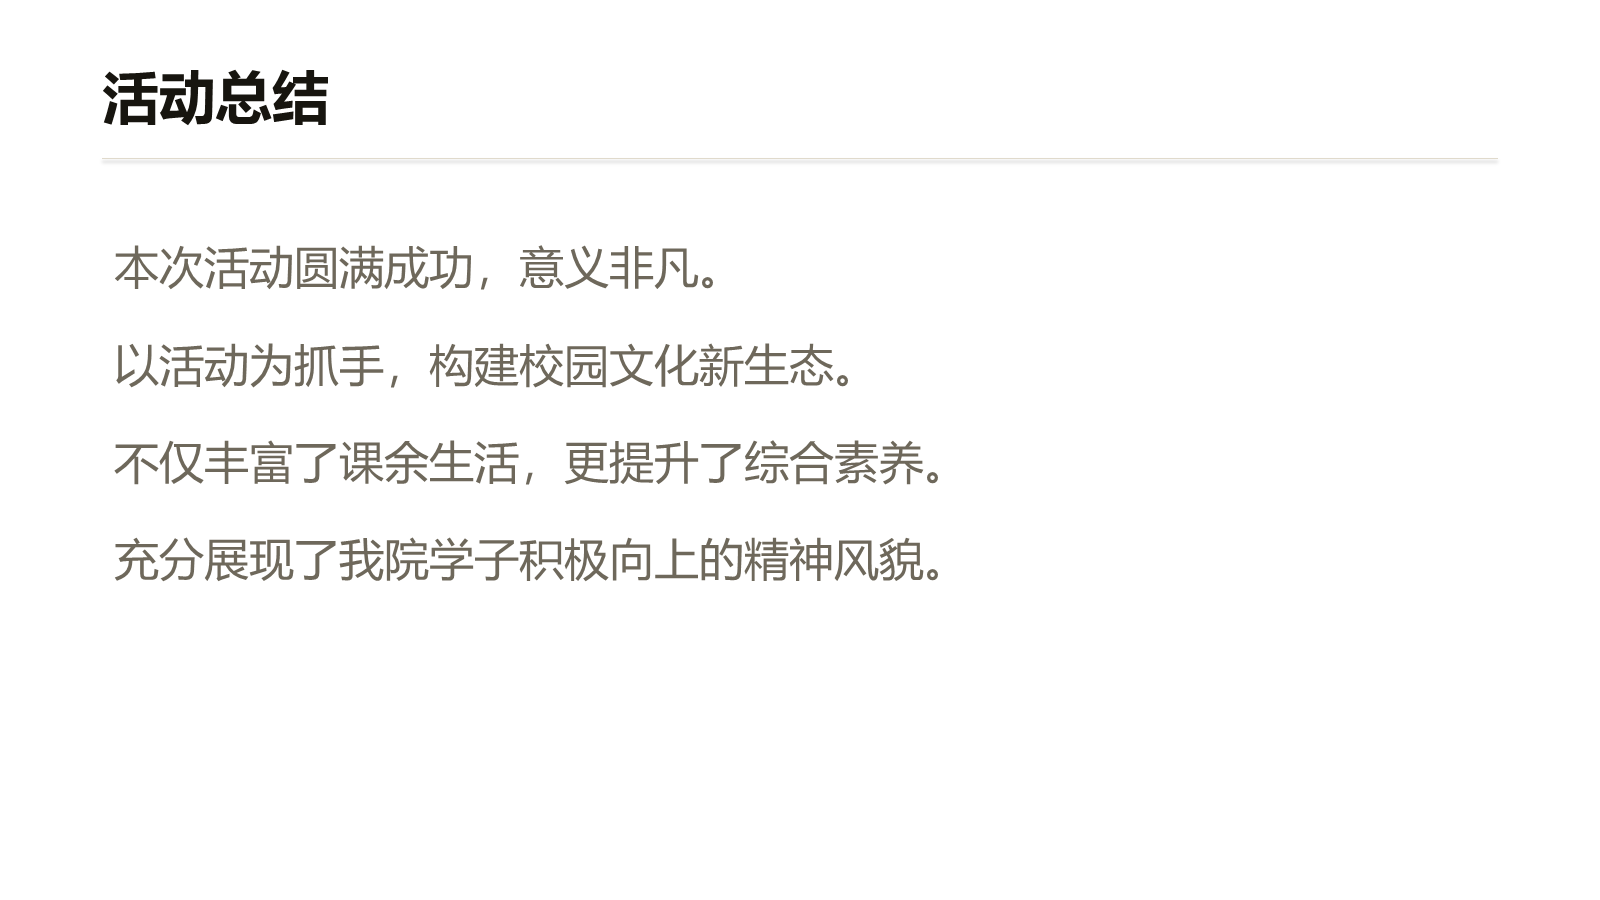 活动总结
本次活动圆满成功，意义非凡。
以活动为抓手，构建校园文化新生态。
不仅丰富了课余生活，更提升了综合素养。
充分展现了我院学子积极向上的精神风貌。